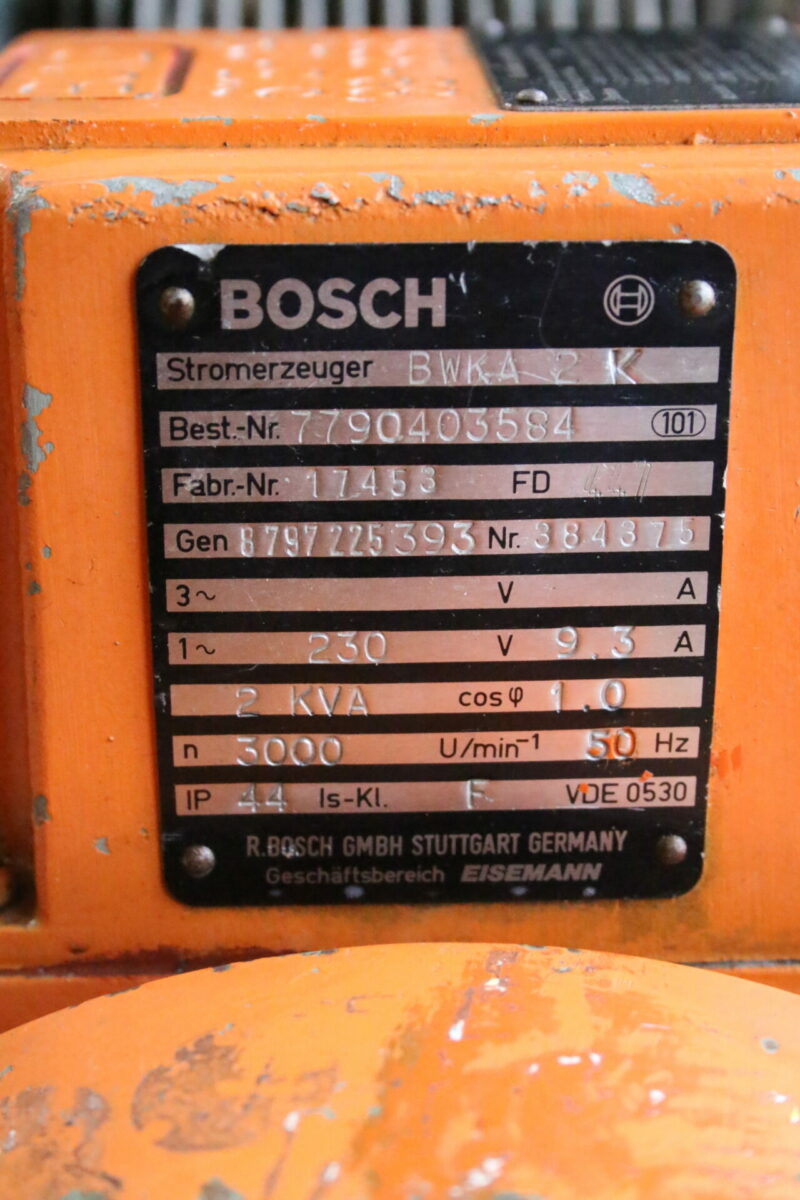 BOSCH
Stromerzeuger BWKA 2 K
Best.-Nr. 7790403584 101
Fabr.-Nr. 17453 FD 447
Gen 8797225393 Nr. 384375
3~ V A
1~ 230 V 9.3 A
2 KVA cos φ 1.0
n 3000 U/min⁻¹ 50 Hz
IP 44 Is-Kl. F VDE 0530
R.BOSCH GMBH STUTTGART GERMANY
Geschäftsbereich EISEMANN